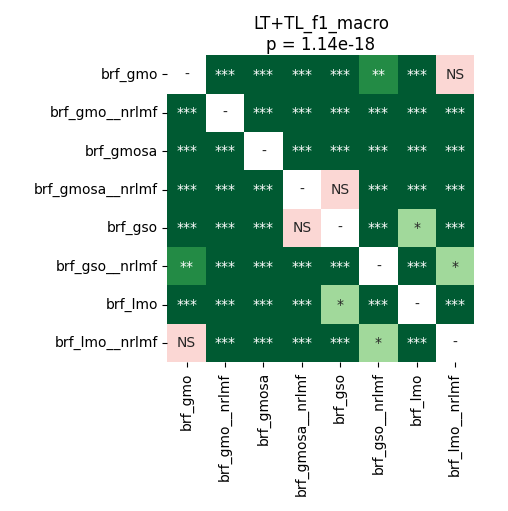 LT+TL_f1_macro
p = 1.14e-18
brf_gmo - *** *** *** *** ** *** NS
brf_gmo__nrlmf *** - *** *** *** *** *** ***
brf_gmosa *** *** - *** *** *** *** ***
brf_gmosa__nrlmf *** *** *** - NS *** *** ***
brf_gso *** *** *** NS - *** * ***
brf_gso__nrlmf ** *** *** *** *** - *** *
brf_lmo *** *** *** *** * *** - ***
brf_lmo__nrlmf NS *** *** *** *** * *** -
brf_gmo
brf_gmo__nrlmf
brf_gmosa
brf_gmosa__nrlmf
brf_gso
brf_gso__nrlmf
brf_lmo
brf_lmo__nrlmf